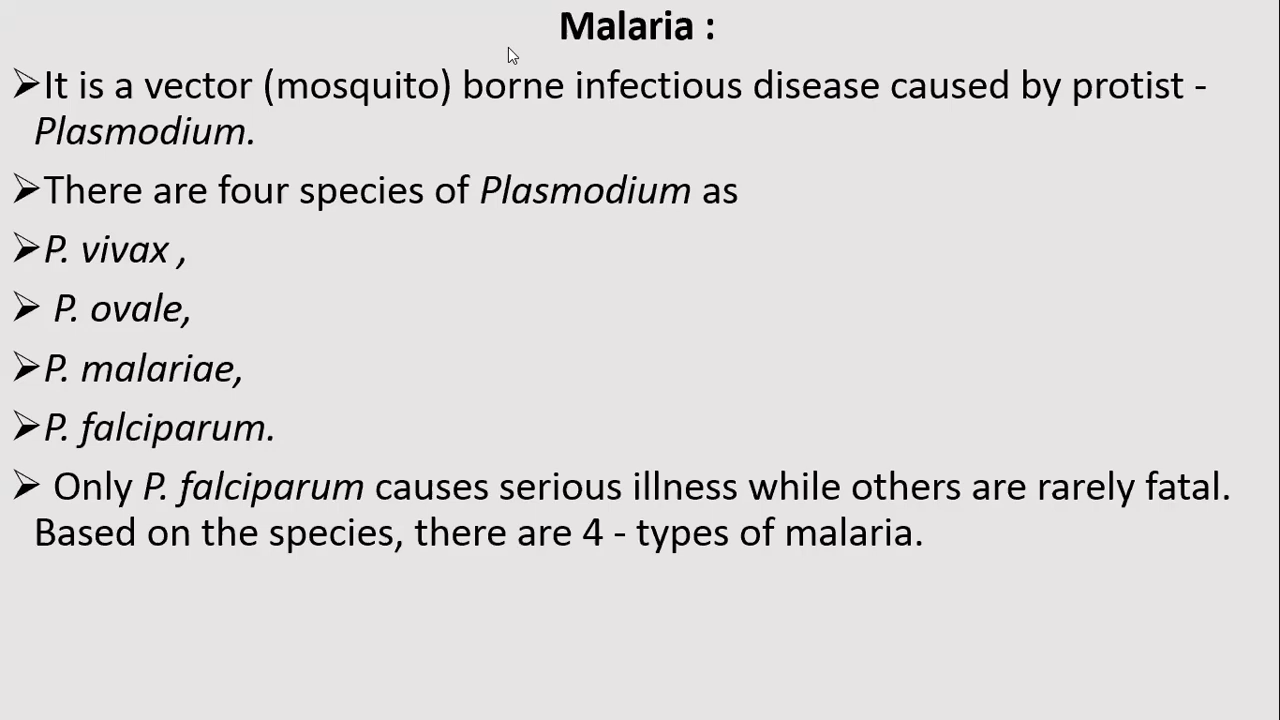 Malaria :
➢It is a vector (mosquito) borne infectious disease caused by protist -
Plasmodium.
➢There are four species of Plasmodium as
➢P. vivax ,
➢ P. ovale,
➢P. malariae,
➢P. falciparum.
➢ Only P. falciparum causes serious illness while others are rarely fatal.
Based on the species, there are 4 - types of malaria.